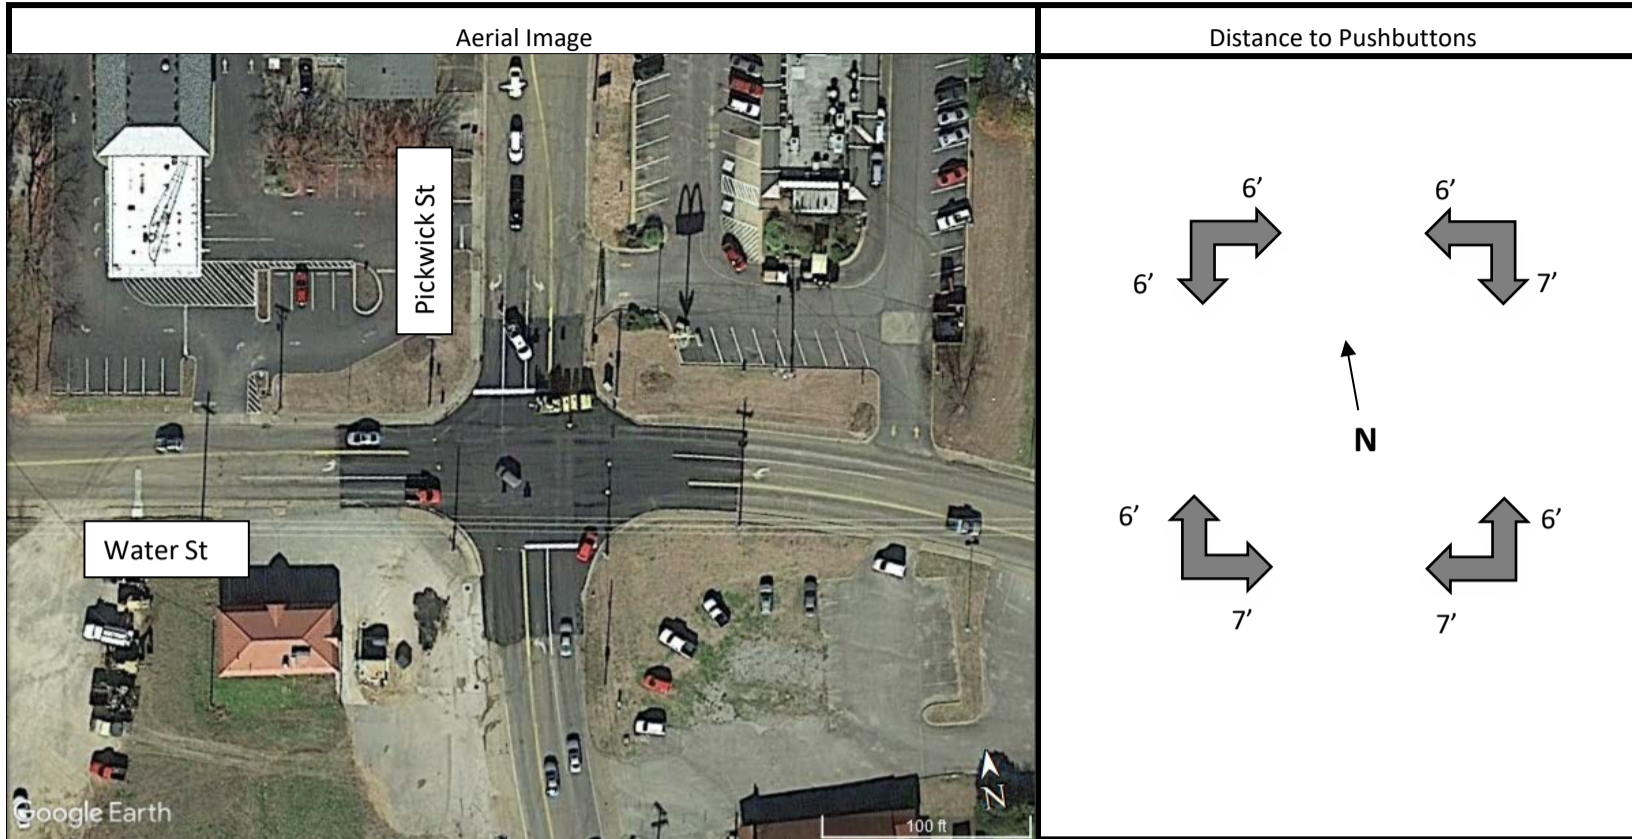 Aerial Image
Distance to Pushbuttons
Pickwick St
Water St
Google Earth
N
100 ft
6’
6’
6’
7’
N
6’
6’
7’
7’